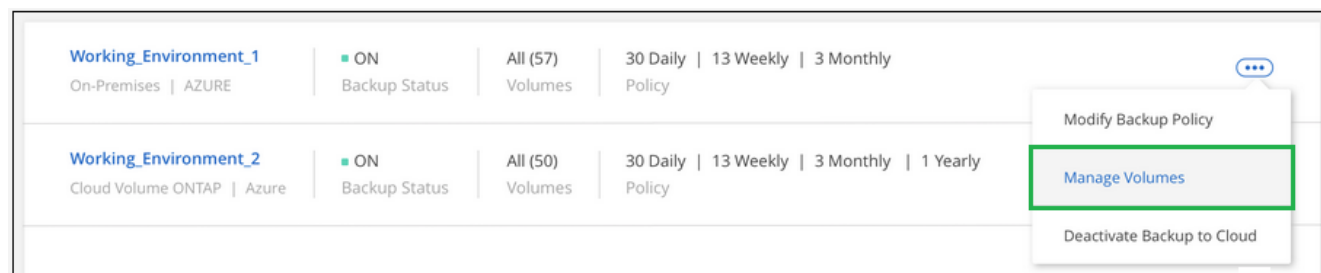 Working_Environment_1
On-Premises | AZURE
ON
Backup Status
All (57)
Volumes
30 Daily | 13 Weekly | 3 Monthly
Policy
Working_Environment_2
Cloud Volume ONTAP | Azure
ON
Backup Status
All (50)
Volumes
30 Daily | 13 Weekly | 3 Monthly | 1 Yearly
Policy
Modify Backup Policy
Manage Volumes
Deactivate Backup to Cloud